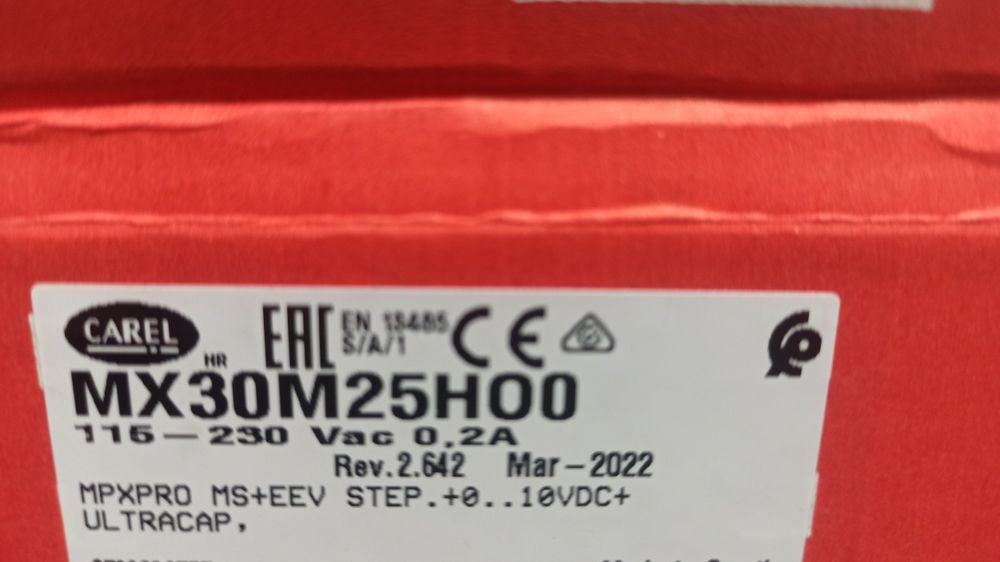 CAREL
HR
EAC
EN 13485
S/A/1
CE
MX30M25HO0
115-230 Vac 0,2A
Rev.2.642 Mar-2022
MPXPRO MS+EEV STEP.+0..10VDC+
ULTRACAP,